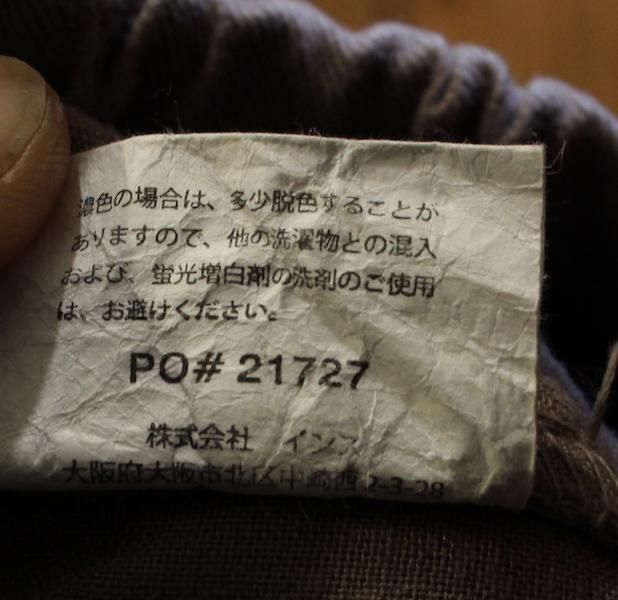 濃色の場合は、多少脱色することが
ありますので、他の洗濯物との混入
および、蛍光増白剤の洗剤のご使用
は、お避けください。
PO# 21727
株式会社
大阪府大阪市北区中崎西2-3-28